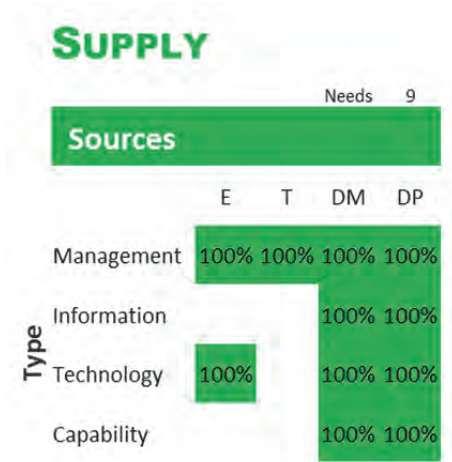 SUPPLY
Needs 9
Sources
E T DM DP
Management 100% 100% 100% 100%
Information 100% 100%
Type
Technology 100% 100% 100%
Capability 100% 100%